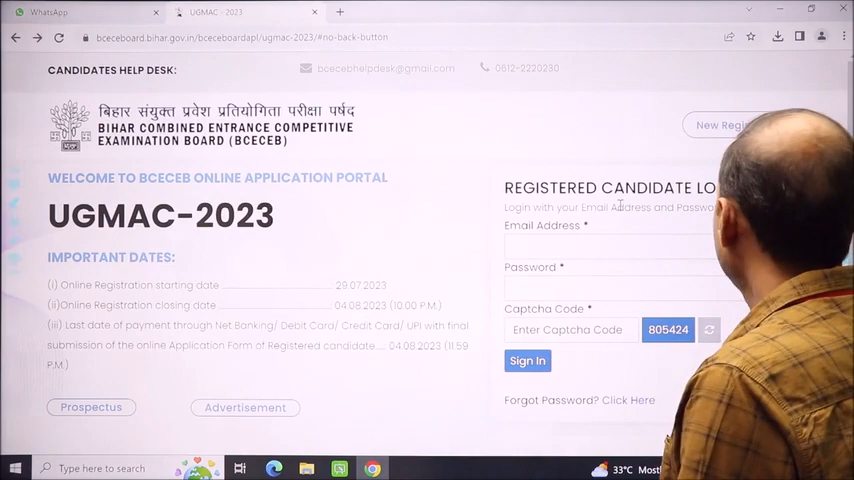 WhatsApp
UGMAC - 2023
bceceboard.bihar.gov.in/bceceboardapl/ugmac-2023/#no-back-button
CANDIDATES HELP DESK:
bcecebhelpdesk@gmail.com
0612-2220230
बिहार संयुक्त प्रवेश प्रतियोगिता परीक्षा पर्षद
BIHAR COMBINED ENTRANCE COMPETITIVE
EXAMINATION BOARD (BCECEB)
New Regi
WELCOME TO BCECEB ONLINE APPLICATION PORTAL
UGMAC-2023
IMPORTANT DATES:
(i) Online Registration starting date ................ 29.07.2023
(ii)Online Registration closing date ................: 04.08.2023 (10.00 P.M.)
(iii) Last date of payment through Net Banking/ Debit Card/ Credit Card/ UPI with final
submission of the online Application Form of Registered candidate.....: 04.08.2023 (11.59
P.M.)
Prospectus
Advertisement
REGISTERED CANDIDATE LO
Login with your Email Address and Passwo
Email Address *
Password *
Captcha Code *
Enter Captcha Code
805424
Sign In
Forgot Password? Click Here
Type here to search
33°C Mostl